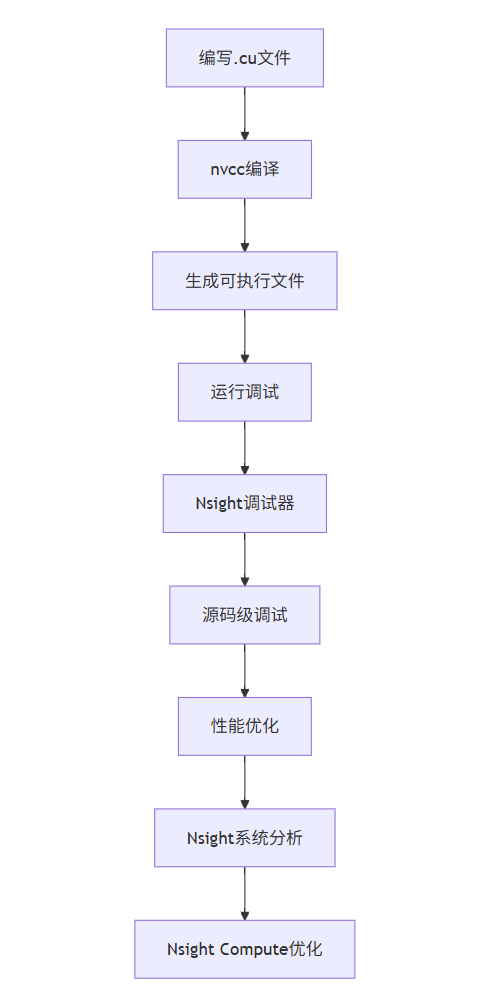 编写.cu文件
nvcc编译
生成可执行文件
运行调试
Nsight调试器
源码级调试
性能优化
Nsight系统分析
Nsight Compute优化